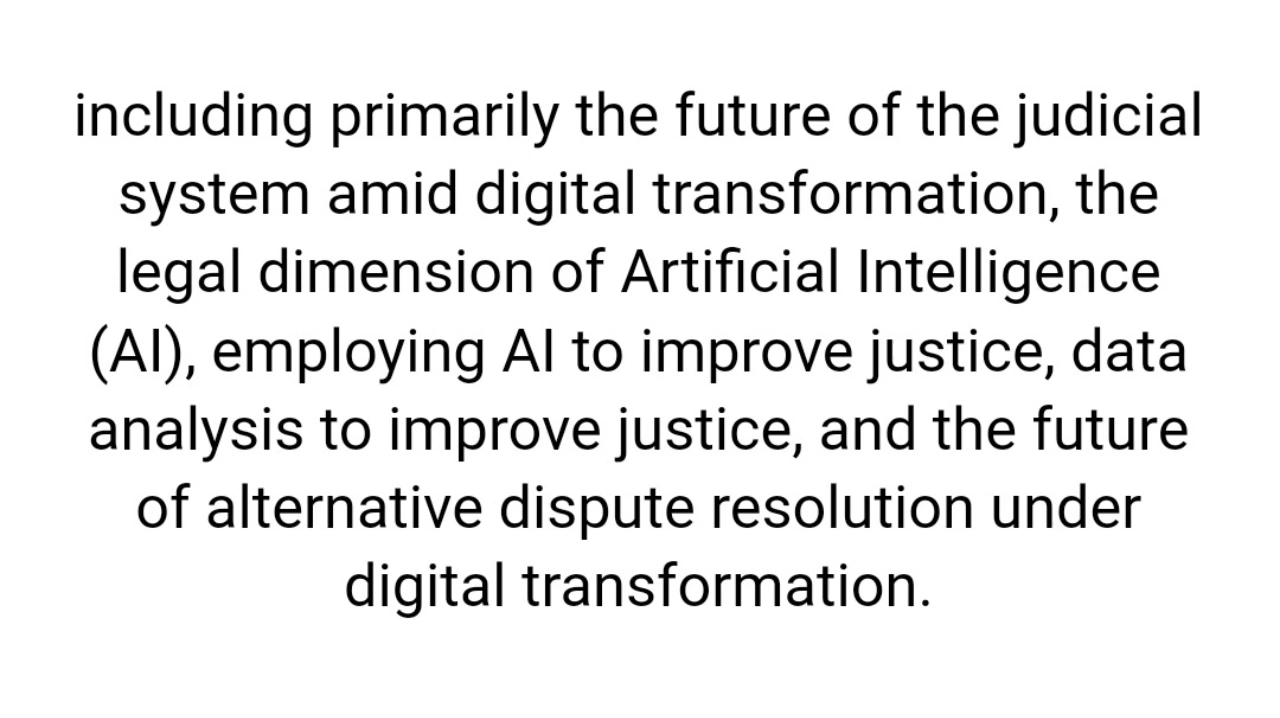 including primarily the future of the judicial
system amid digital transformation, the
legal dimension of Artificial Intelligence
(AI), employing AI to improve justice, data
analysis to improve justice, and the future
of alternative dispute resolution under
digital transformation.